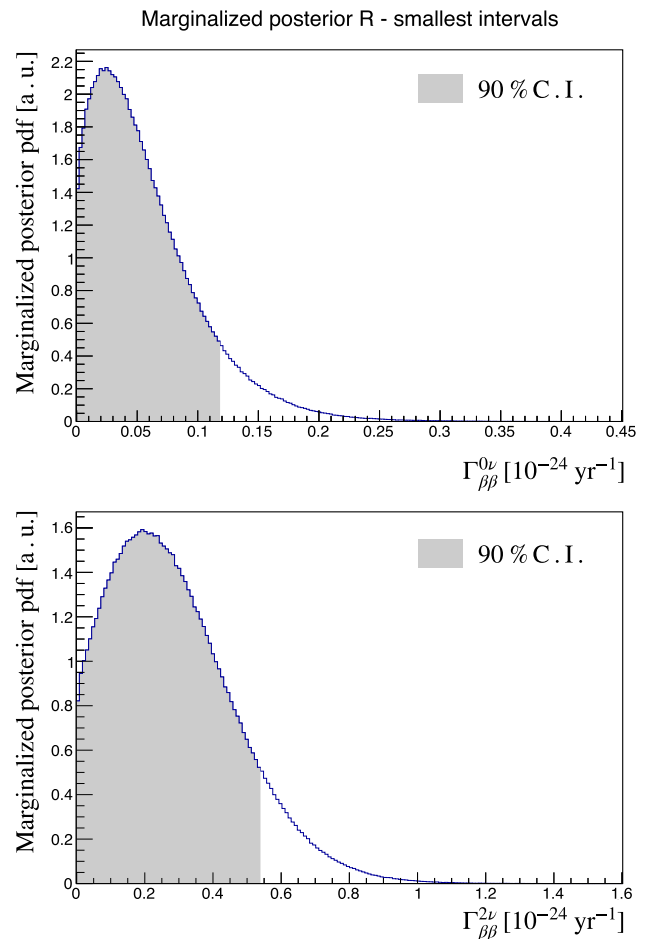 Marginalized posterior R - smallest intervals
Marginalized posterior pdf [a. u.]
2.2
2
1.8
1.6
1.4
1.2
1
0.8
0.6
0.4
0.2
0
90 % C. I.
0 0.05 0.1 0.15 0.2 0.25 0.3 0.35 0.4 0.45
Γ⁰ᵛββ [10⁻²⁴ yr⁻¹]
Marginalized posterior pdf [a. u.]
1.6
1.4
1.2
1
0.8
0.6
0.4
0.2
0
90 % C. I.
0 0.2 0.4 0.6 0.8 1 1.2 1.4 1.6
Γ²ᵛββ [10⁻²⁴ yr⁻¹]